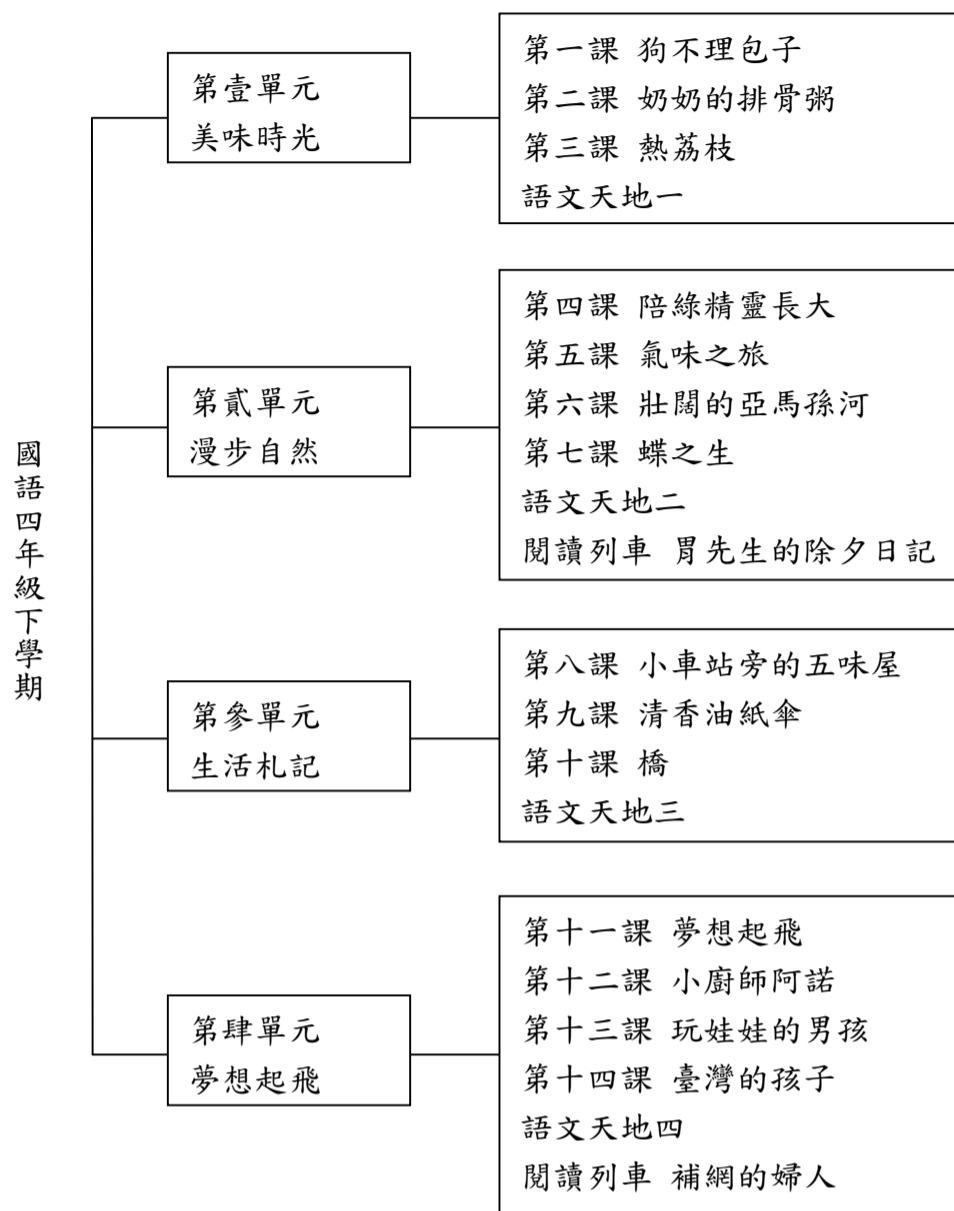 國語四年級下學期
第壹單元
美味時光
第一課 狗不理包子
第二課 奶奶的排骨粥
第三課 熱荔枝
語文天地一
第貳單元
漫步自然
第四課 陪綠精靈長大
第五課 氣味之旅
第六課 壯闊的亞馬孫河
第七課 蝶之生
語文天地二
閱讀列車 胃先生的除夕日記
第參單元
生活札記
第八課 小車站旁的五味屋
第九課 清香油紙傘
第十課 橋
語文天地三
第肆單元
夢想起飛
第十一課 夢想起飛
第十二課 小廚師阿諾
第十三課 玩娃娃的男孩
第十四課 臺灣的孩子
語文天地四
閱讀列車 補網的婦人